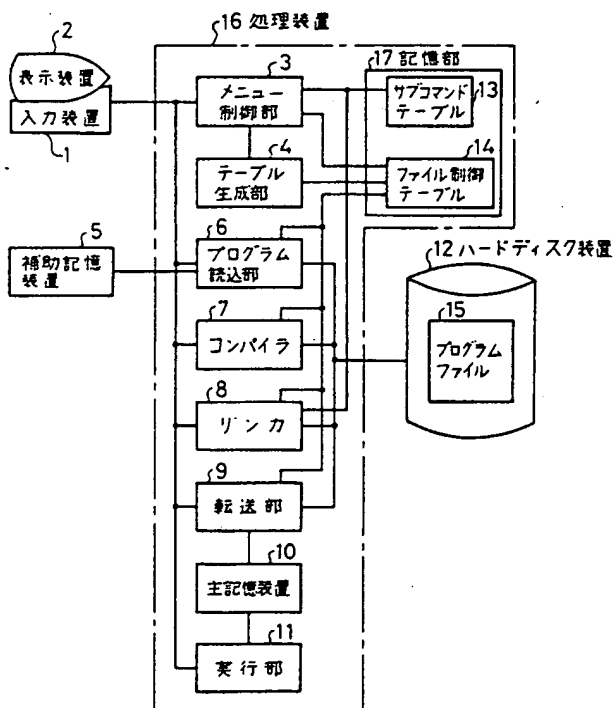 16 処理装置
2
表示装置
入力装置
1
3
メニュー
制御部
17 記憶部
サブコマンド
テーブル
13
4
テーブル
生成部
14
ファイル制御
テーブル
5
補助記憶
装置
6
プログラム
読込部
12 ハードディスク装置
7
コンパイラ
15
プログラム
ファイル
8
リンカ
9
転送部
10
主記憶装置
11
実行部